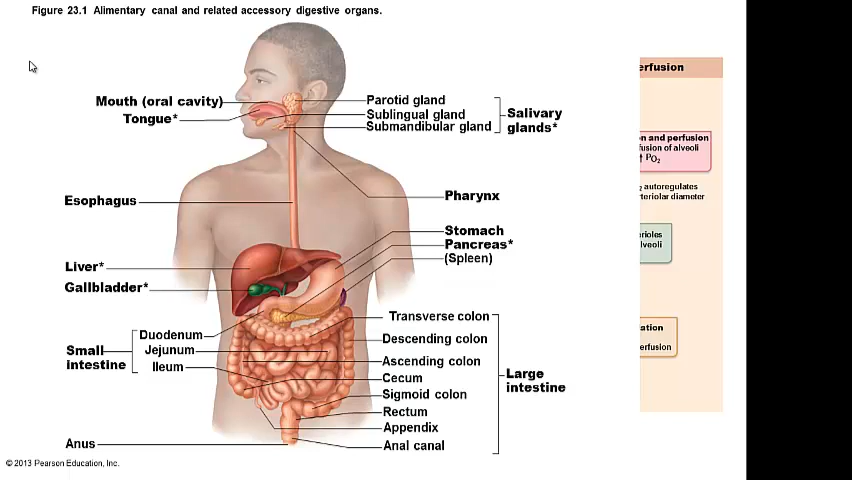 Figure 23.1 Alimentary canal and related accessory digestive organs.
Mouth (oral cavity)
Tongue*
Parotid gland
Sublingual gland
Submandibular gland
Salivary
glands*
Esophagus
Pharynx
Stomach
Pancreas*
(Spleen)
Liver*
Gallbladder*
Transverse colon
Duodenum
Descending colon
Small
intestine
Jejunum
Ascending colon
Ileum
Cecum
Large
intestine
Sigmoid colon
Rectum
Appendix
Anus
Anal canal
© 2013 Pearson Education, Inc.
erfusion
on and perfusion
fusion of alveoli
PO2
2 autoregulates
rteriolar diameter
rioles
lveoli
ation
erfusion